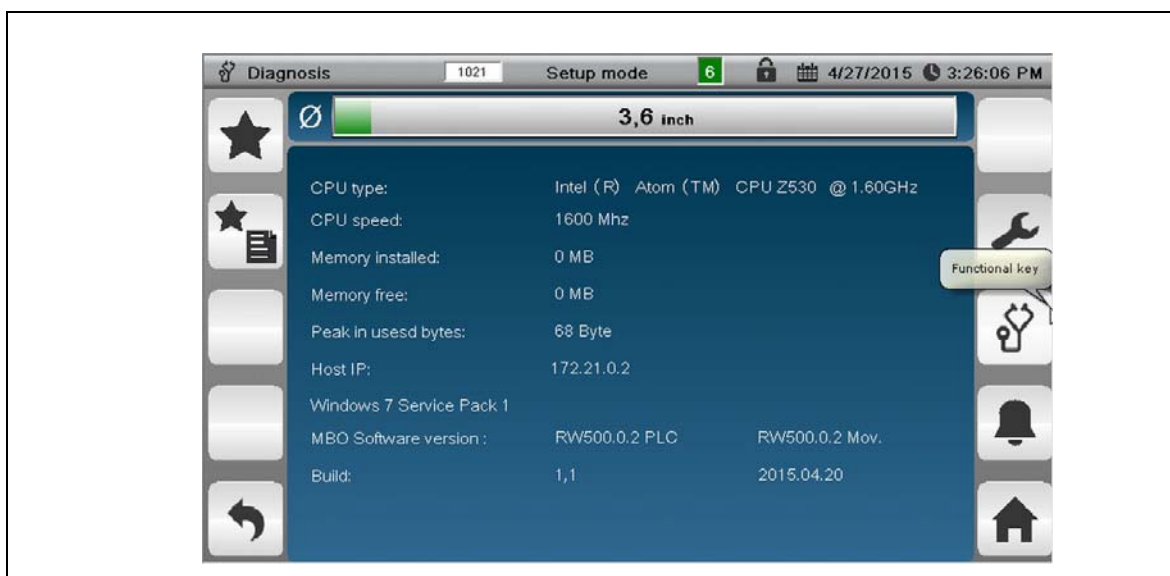 Diagnosis 1021 Setup mode 6 4/27/2015 3:26:06 PM
Ø 3,6 inch
CPU type: Intel (R) Atom (TM) CPU Z530 @ 1.60GHz
CPU speed: 1600 Mhz
Memory installed: 0 MB
Functional key
Memory free: 0 MB
Peak in usesd bytes: 68 Byte
Host IP: 172.21.0.2
Windows 7 Service Pack 1
MBO Software version : RW500.0.2 PLC RW500.0.2 Mov.
Build: 1,1 2015.04.20